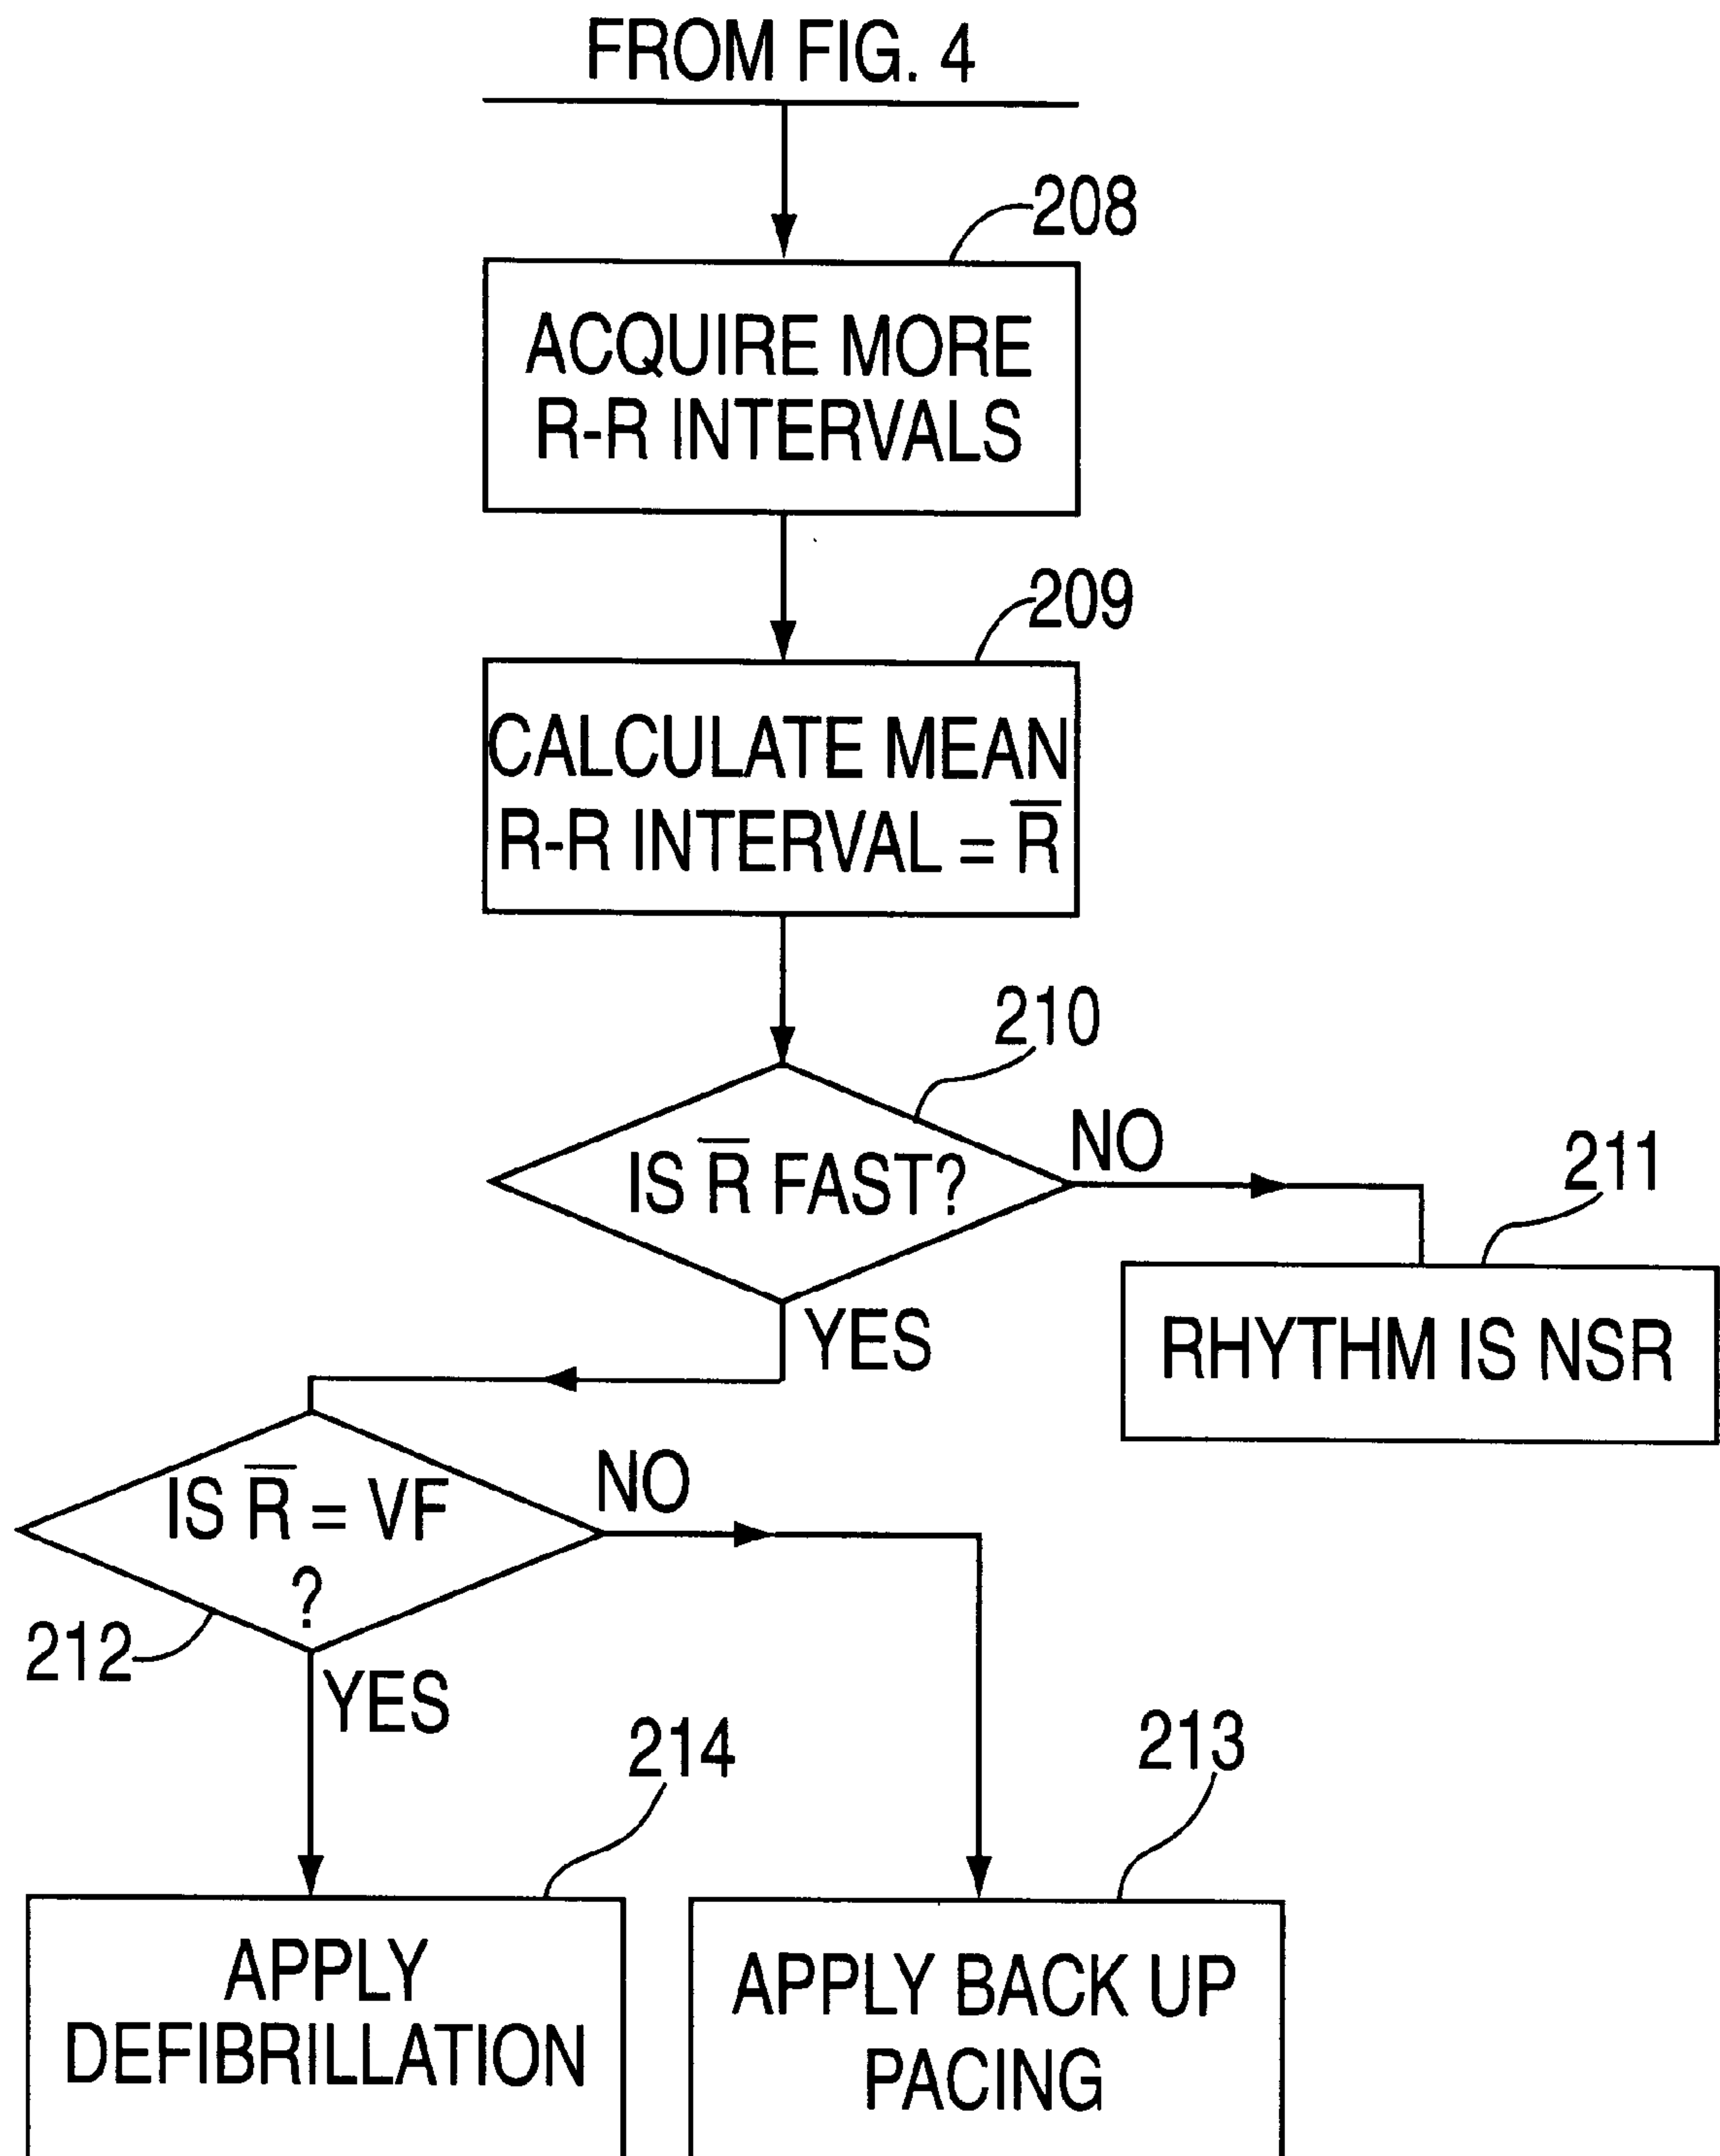 FROM FIG. 4
208
ACQUIRE MORE
R-R INTERVALS
209
CALCULATE MEAN
R-R INTERVAL = R̅
210
IS R̅ FAST?
NO
211
YES
RHYTHM IS NSR
IS R̅ = VF
?
NO
212
YES
214
213
APPLY
DEFIBRILLATION
APPLY BACK UP
PACING